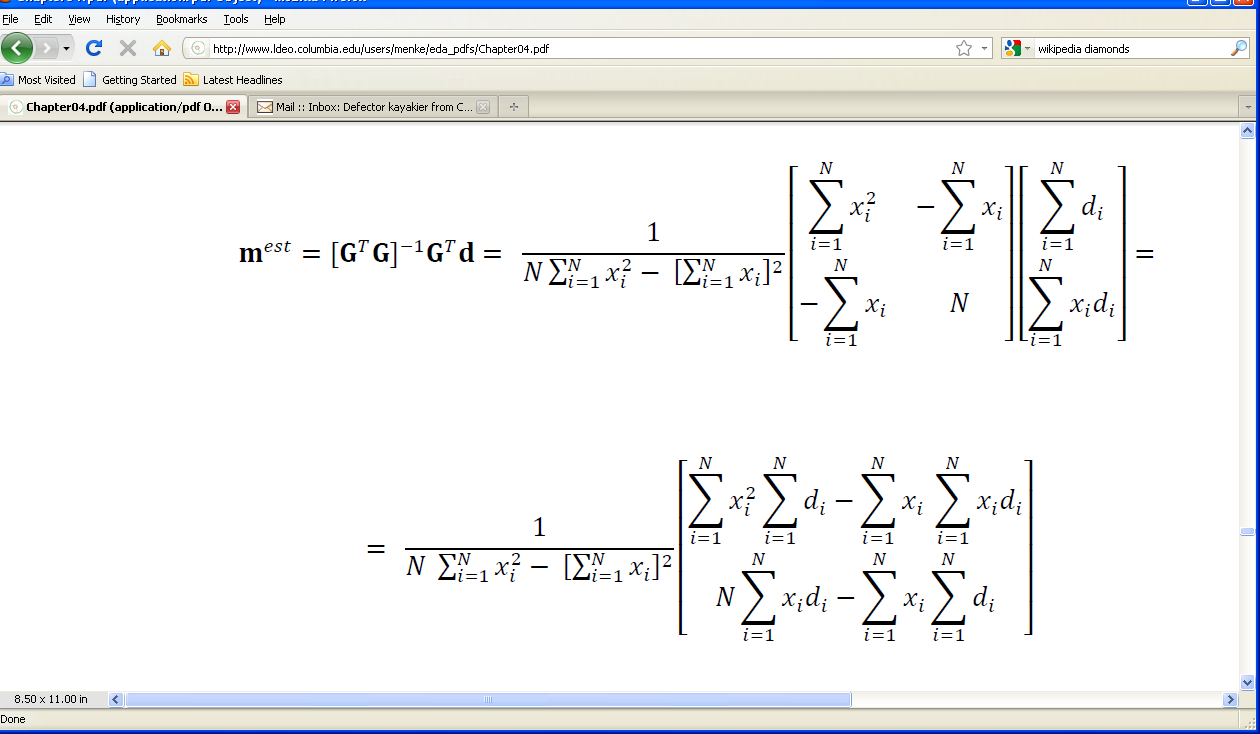 File Edit View History Bookmarks Tools Help
http://www.ldeo.columbia.edu/users/menke/eda_pdfs/Chapter04.pdf wikipedia diamonds
Most Visited Getting Started Latest Headlines
Chapter04.pdf (application/pdf O... Mail :: Inbox: Defector kayakier from C...
𝐦^{est} = [𝐆^T 𝐆]^{−1} 𝐆^T 𝐝 = \frac{1}{N \sum_{i=1}^{N} x_i^2 − [\sum_{i=1}^{N} x_i]^2} \begin{bmatrix} \sum_{i=1}^{N} x_i^2 & −\sum_{i=1}^{N} x_i \\ −\sum_{i=1}^{N} x_i & N \end{bmatrix} \begin{bmatrix} \sum_{i=1}^{N} d_i \\ \sum_{i=1}^{N} x_i d_i \end{bmatrix} =
= \frac{1}{N \sum_{i=1}^{N} x_i^2 − [\sum_{i=1}^{N} x_i]^2} \begin{bmatrix} \sum_{i=1}^{N} x_i^2 \sum_{i=1}^{N} d_i − \sum_{i=1}^{N} x_i \sum_{i=1}^{N} x_i d_i \\ N \sum_{i=1}^{N} x_i d_i − \sum_{i=1}^{N} x_i \sum_{i=1}^{N} d_i \end{bmatrix}
8.50 x 11.00 in
Done